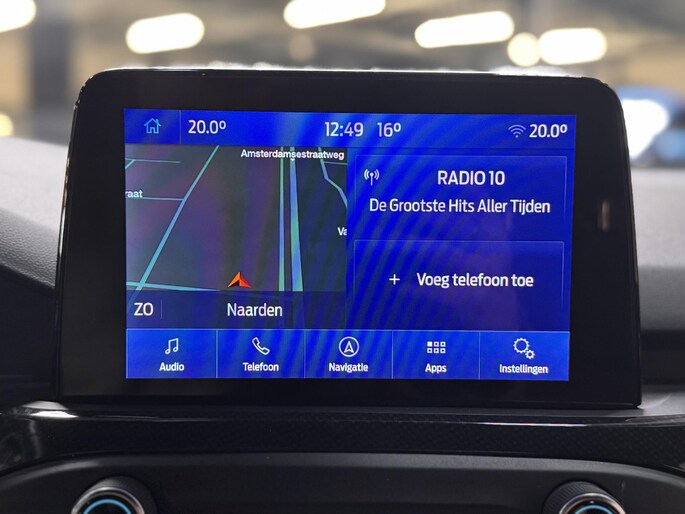 20.0° 12:49 16° 20.0°
Amsterdamsestraatweg
raat
Va
ZO Naarden
RADIO 10
De Grootste Hits Aller Tijden
+ Voeg telefoon toe
Audio Telefoon Navigatie Apps Instellingen